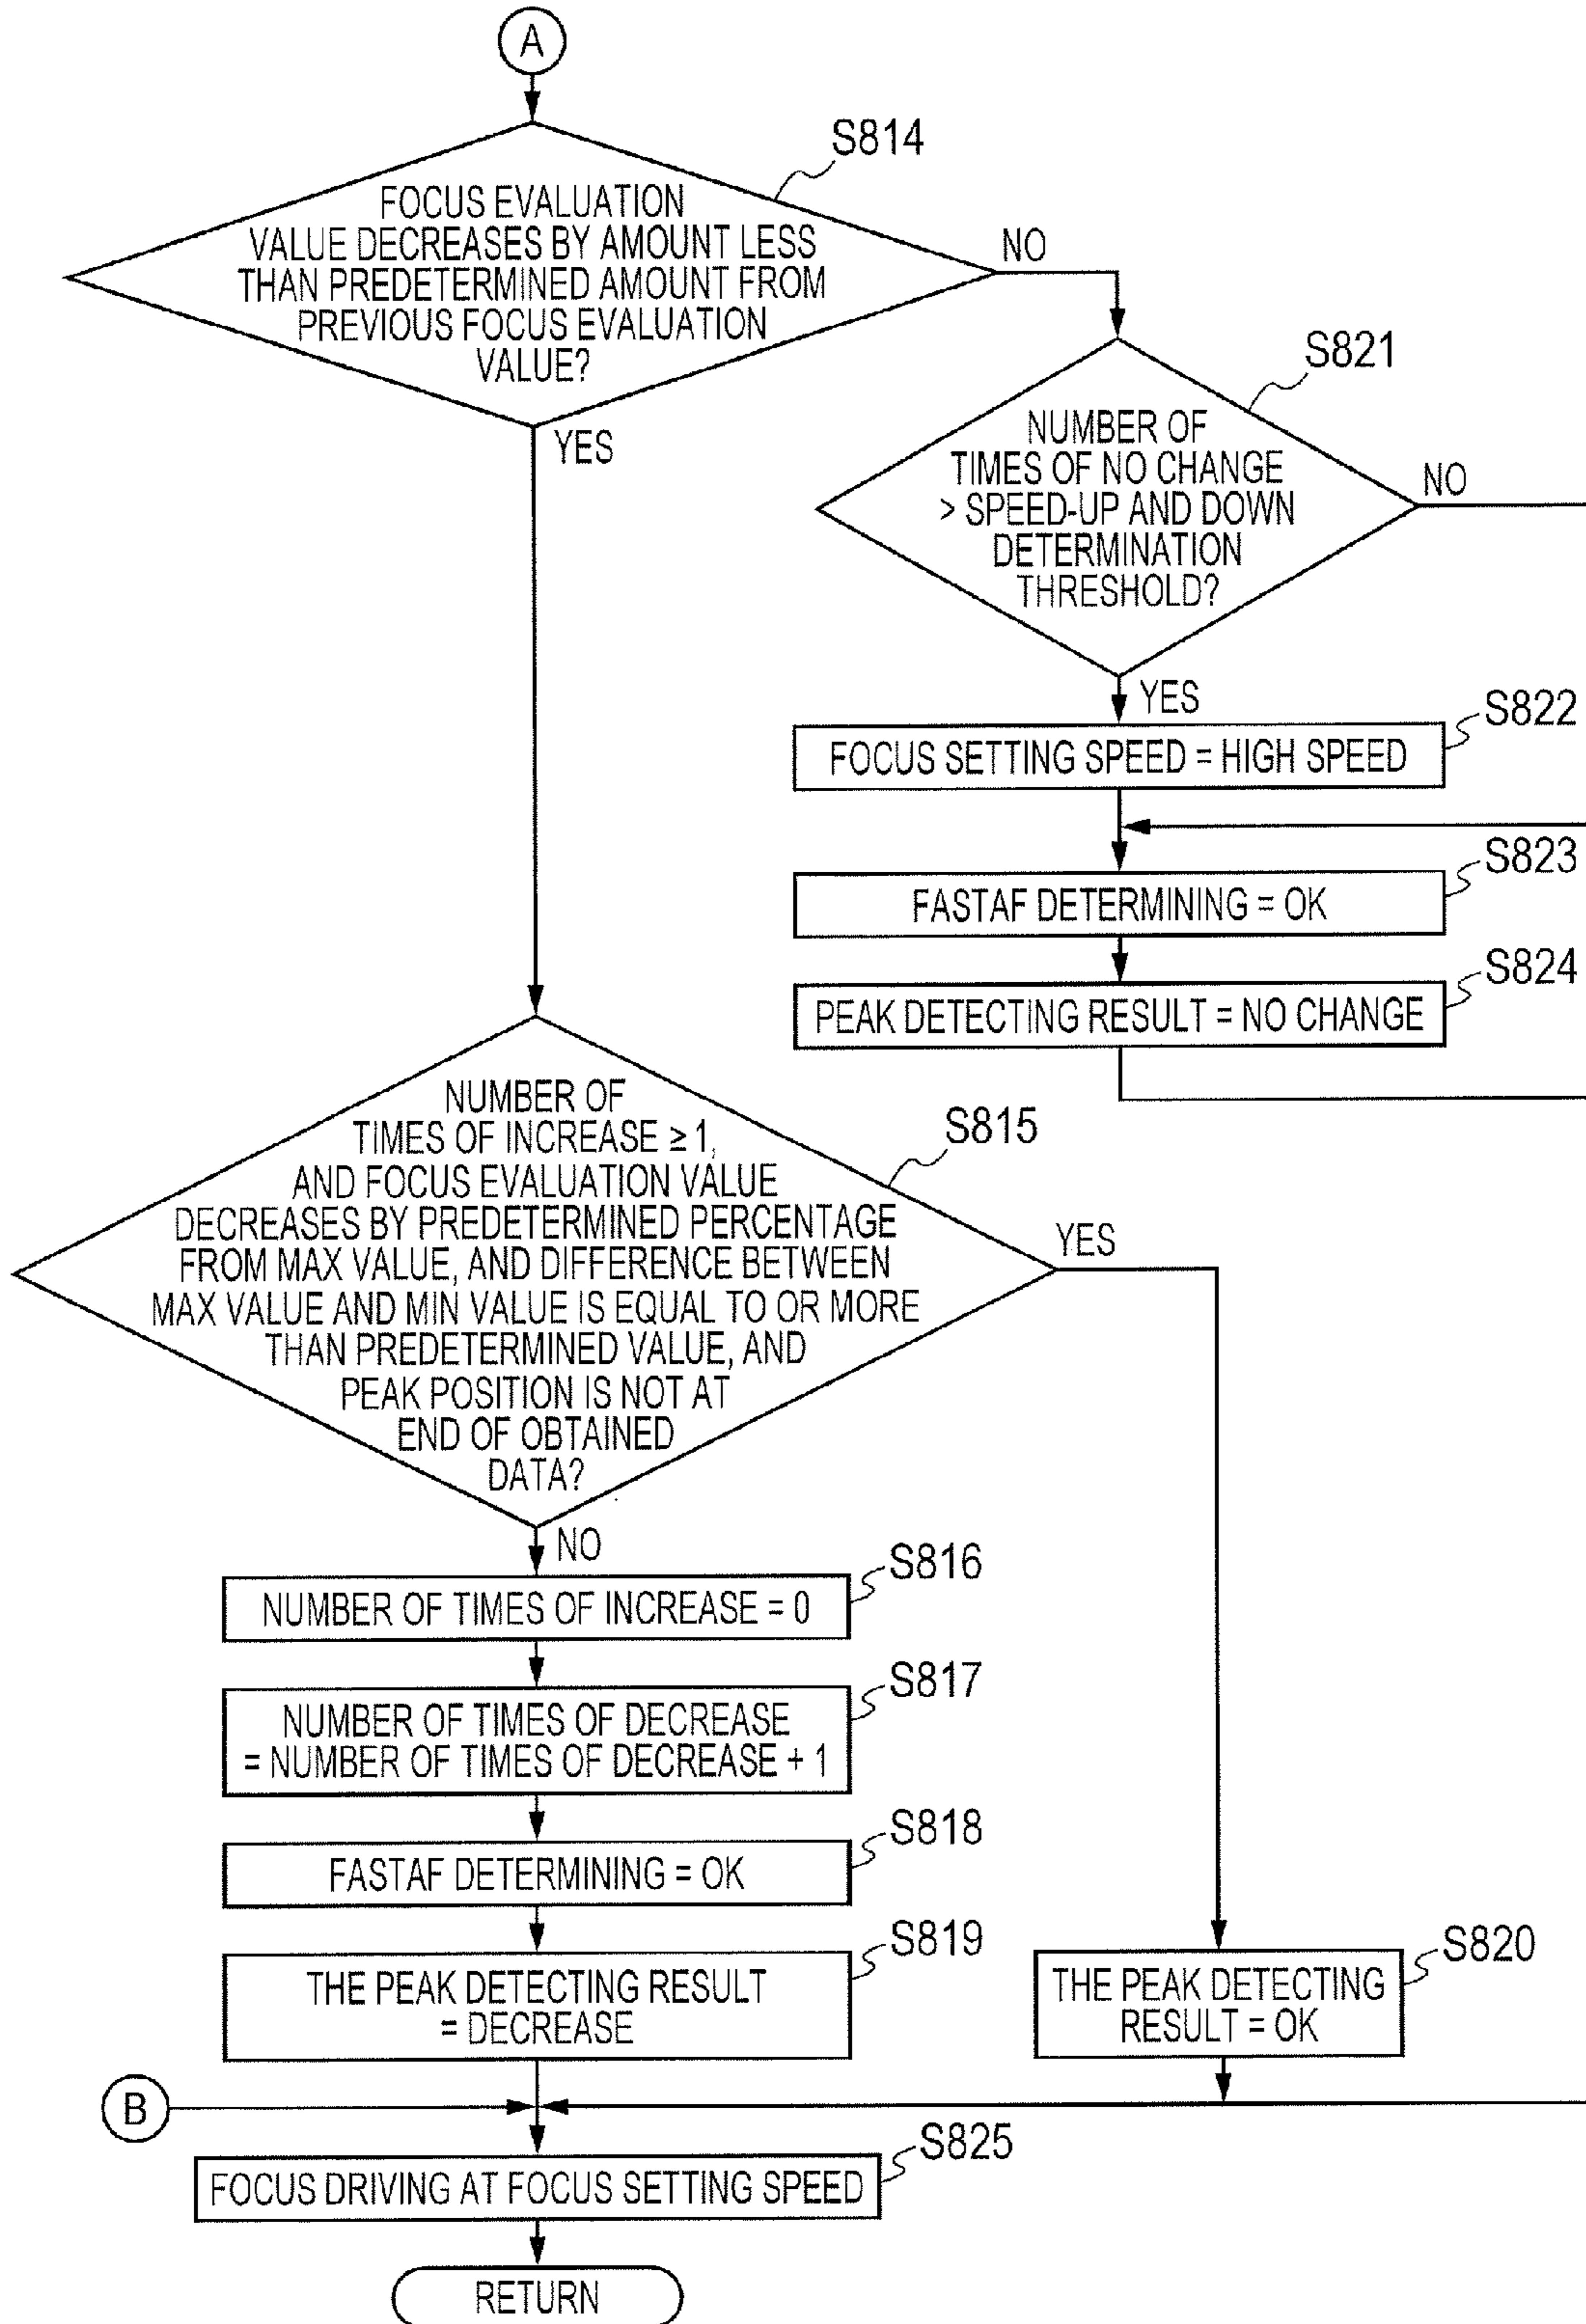 A
S814
FOCUS EVALUATION
VALUE DECREASES BY AMOUNT LESS
THAN PREDETERMINED AMOUNT FROM
PREVIOUS FOCUS EVALUATION
VALUE?
NO
YES
S821
NUMBER OF
TIMES OF NO CHANGE
> SPEED-UP AND DOWN
DETERMINATION
THRESHOLD?
NO
YES
S822
FOCUS SETTING SPEED = HIGH SPEED
S823
FASTAF DETERMINING = OK
S824
PEAK DETECTING RESULT = NO CHANGE
S815
NUMBER OF
TIMES OF INCREASE ≥ 1,
AND FOCUS EVALUATION VALUE
DECREASES BY PREDETERMINED PERCENTAGE
FROM MAX VALUE, AND DIFFERENCE BETWEEN
MAX VALUE AND MIN VALUE IS EQUAL TO OR MORE
THAN PREDETERMINED VALUE, AND
PEAK POSITION IS NOT AT
END OF OBTAINED
DATA?
YES
NO
S816
NUMBER OF TIMES OF INCREASE = 0
S817
NUMBER OF TIMES OF DECREASE
= NUMBER OF TIMES OF DECREASE + 1
S818
FASTAF DETERMINING = OK
S819
THE PEAK DETECTING RESULT
= DECREASE
S820
THE PEAK DETECTING
RESULT = OK
B
S825
FOCUS DRIVING AT FOCUS SETTING SPEED
RETURN